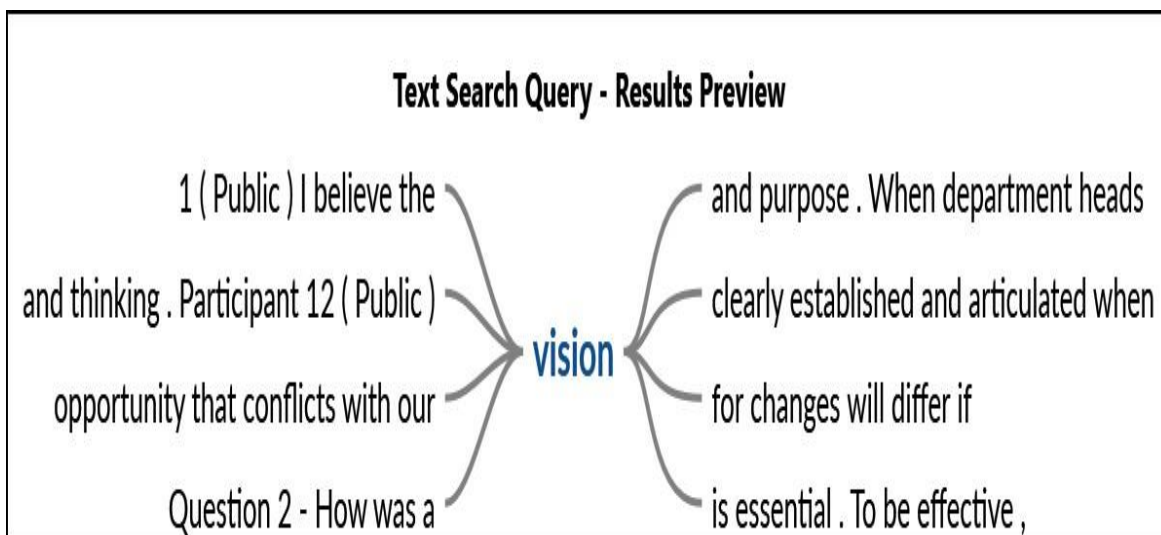 Text Search Query - Results Preview
1 ( Public ) I believe the
and thinking . Participant 12 ( Public )
opportunity that conflicts with our
Question 2 - How was a
vision
and purpose . When department heads
clearly established and articulated when
for changes will differ if
is essential . To be effective ,